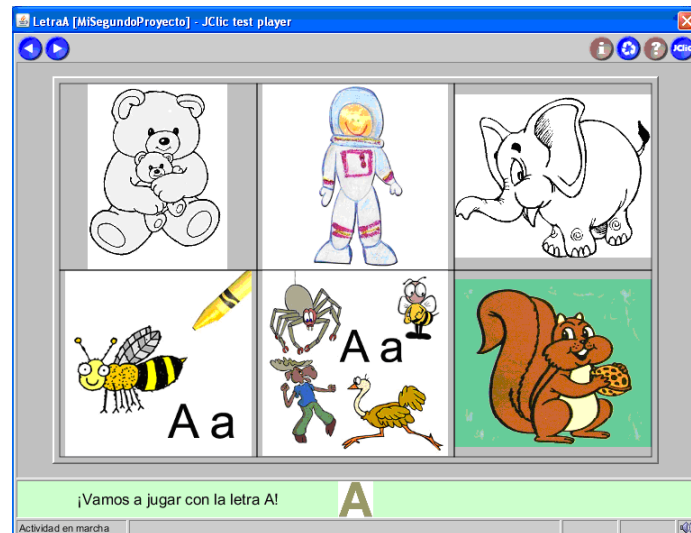 LetraA [MiSegundoProyecto] - JClic test player
JClic
A a
A a
¡Vamos a jugar con la letra A!
A
Actividad en marcha